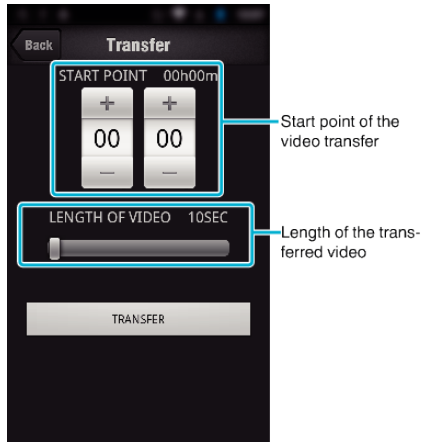 Back Transfer
START POINT 00h00m
+ +
00 00
− −
LENGTH OF VIDEO 10SEC
TRANSFER
Start point of the
video transfer
Length of the trans-
ferred video